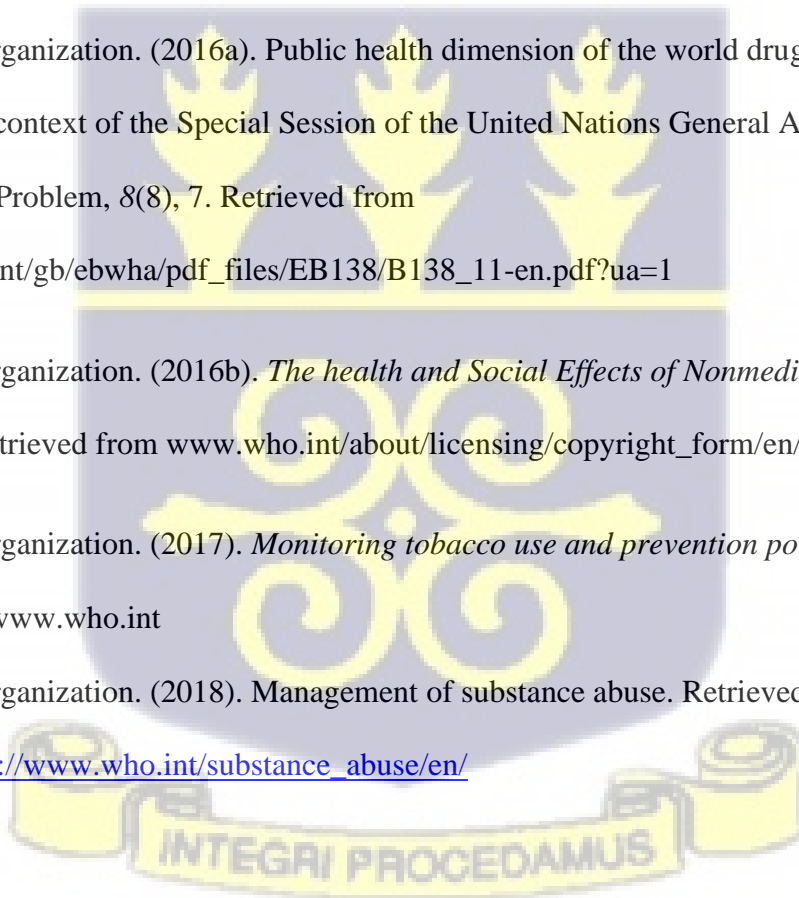 rganization. (2016a). Public health dimension of the world drug
context of the Special Session of the United Nations General A
Problem, 8(8), 7. Retrieved from
nt/gb/ebwha/pdf_files/EB138/B138_11-en.pdf?ua=1
rganization. (2016b). The health and Social Effects of Nonmedi
trieved from www.who.int/about/licensing/copyright_form/en/
rganization. (2017). Monitoring tobacco use and prevention po
www.who.int
rganization. (2018). Management of substance abuse. Retrieved
://www.who.int/substance_abuse/en/
INTEGRI PROCEDAMUS